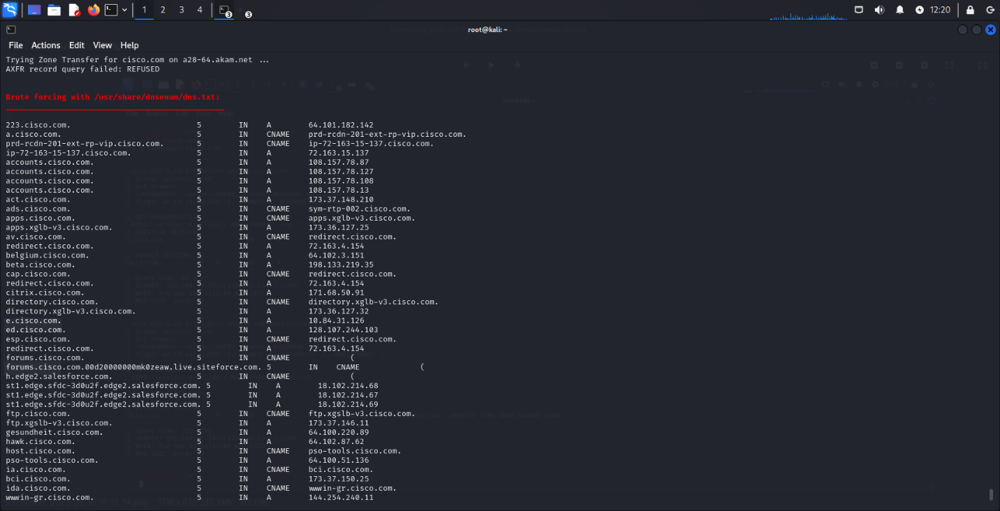 1 2 3 4 3 3 12:20
root@kali: ~
File Actions Edit View Help
Trying Zone Transfer for cisco.com on a28-64.akam.net ...
AXFR record query failed: REFUSED
Brute forcing with /usr/share/dnsenum/dns.txt:
223.cisco.com. 5 IN A 64.101.182.142
a.cisco.com. 5 IN CNAME prd-rcdn-201-ext-rp-vip.cisco.com.
prd-rcdn-201-ext-rp-vip.cisco.com. 5 IN CNAME ip-72-163-15-137.cisco.com.
ip-72-163-15-137.cisco.com. 5 IN A 72.163.15.137
accounts.cisco.com. 5 IN A 108.157.78.87
accounts.cisco.com. 5 IN A 108.157.78.127
accounts.cisco.com. 5 IN A 108.157.78.108
accounts.cisco.com. 5 IN A 108.157.78.13
act.cisco.com. 5 IN A 173.37.148.210
ads.cisco.com. 5 IN CNAME sym-rtp-002.cisco.com.
apps.cisco.com. 5 IN CNAME apps.xglb-v3.cisco.com.
apps.xglb-v3.cisco.com. 5 IN A 173.36.127.25
av.cisco.com. 5 IN CNAME redirect.cisco.com.
redirect.cisco.com. 5 IN A 72.163.4.154
belgium.cisco.com. 5 IN A 64.102.3.151
beta.cisco.com. 5 IN A 198.133.219.35
cap.cisco.com. 5 IN CNAME redirect.cisco.com.
redirect.cisco.com. 5 IN A 72.163.4.154
citrix.cisco.com. 5 IN A 171.68.50.91
directory.cisco.com. 5 IN CNAME directory.xglb-v3.cisco.com.
directory.xglb-v3.cisco.com. 5 IN A 173.36.127.32
e.cisco.com. 5 IN A 10.84.31.126
ed.cisco.com. 5 IN A 128.107.244.103
esp.cisco.com. 5 IN CNAME redirect.cisco.com.
redirect.cisco.com. 5 IN A 72.163.4.154
forums.cisco.com. 5 IN CNAME (
forums.cisco.com.00d20000000mk0zeaw.live.siteforce.com. 5 IN CNAME (
h.edge2.salesforce.com. 5 IN CNAME (
st1.edge.sfdc-3d0u2f.edge2.salesforce.com. 5 IN A 18.102.214.68
st1.edge.sfdc-3d0u2f.edge2.salesforce.com. 5 IN A 18.102.214.67
st1.edge.sfdc-3d0u2f.edge2.salesforce.com. 5 IN A 18.102.214.69
ftp.cisco.com. 5 IN CNAME ftp.xgslb-v3.cisco.com.
ftp.xgslb-v3.cisco.com. 5 IN A 173.37.146.11
gesundheit.cisco.com. 5 IN A 64.100.220.89
hawk.cisco.com. 5 IN A 64.102.87.62
host.cisco.com. 5 IN CNAME pso-tools.cisco.com.
pso-tools.cisco.com. 5 IN A 64.100.51.136
ia.cisco.com. 5 IN CNAME bci.cisco.com.
bci.cisco.com. 5 IN A 173.37.150.25
ida.cisco.com. 5 IN CNAME wwwin-gr.cisco.com.
wwwin-gr.cisco.com. 5 IN A 144.254.240.11